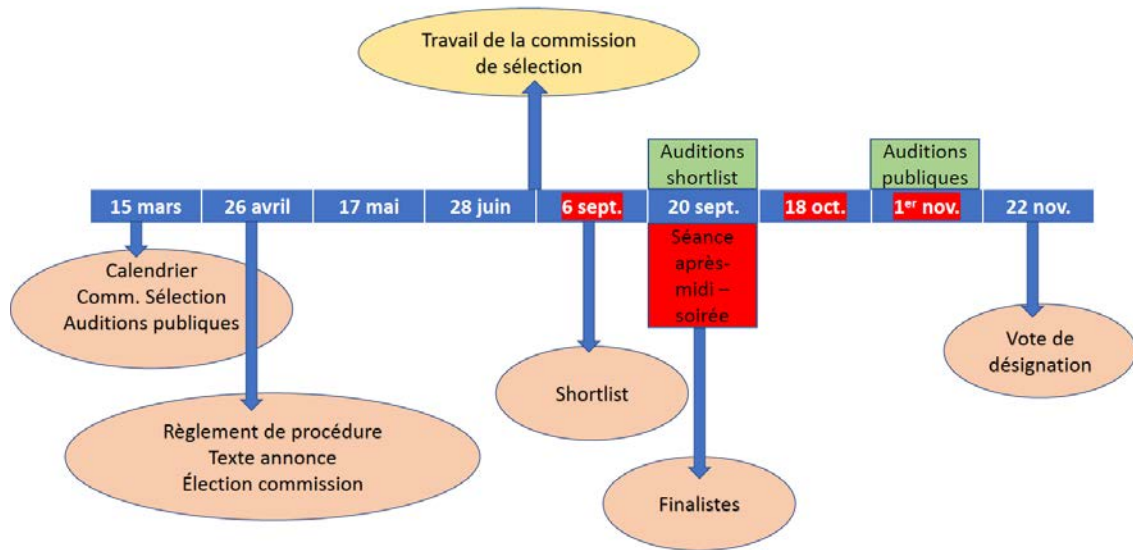 Travail de la commission
de sélection
Auditions
shortlist
Auditions
publiques
15 mars
26 avril
17 mai
28 juin
6 sept.
20 sept.
18 oct.
1er nov.
22 nov.
Séance
après-
midi –
soirée
Calendrier
Comm. Sélection
Auditions publiques
Règlement de procédure
Texte annonce
Élection commission
Shortlist
Finalistes
Vote de
désignation